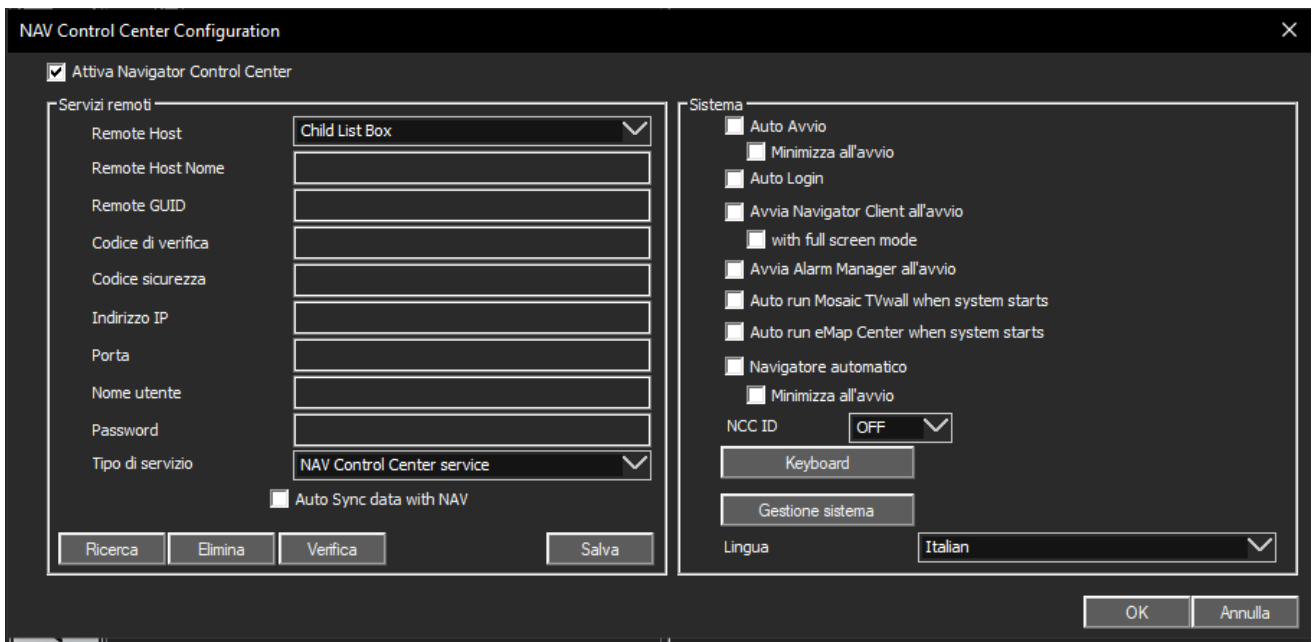 NAV Control Center Configuration
Attiva Navigator Control Center
Servizi remoti
Remote Host
Child List Box
Remote Host Nome
Remote GUID
Codice di verifica
Codice sicurezza
Indirizzo IP
Porta
Nome utente
Password
Tipo di servizio
NAV Control Center service
Auto Sync data with NAV
Ricerca
Elimina
Verifica
Salva
Sistema
Auto Avvio
Minimizza all'avvio
Auto Login
Avvia Navigator Client all'avvio
with full screen mode
Avvia Alarm Manager all'avvio
Auto run Mosaic TVwall when system starts
Auto run eMap Center when system starts
Navigatore automatico
Minimizza all'avvio
NCC ID
OFF
Keyboard
Gestione sistema
Lingua
Italian
OK
Annulla